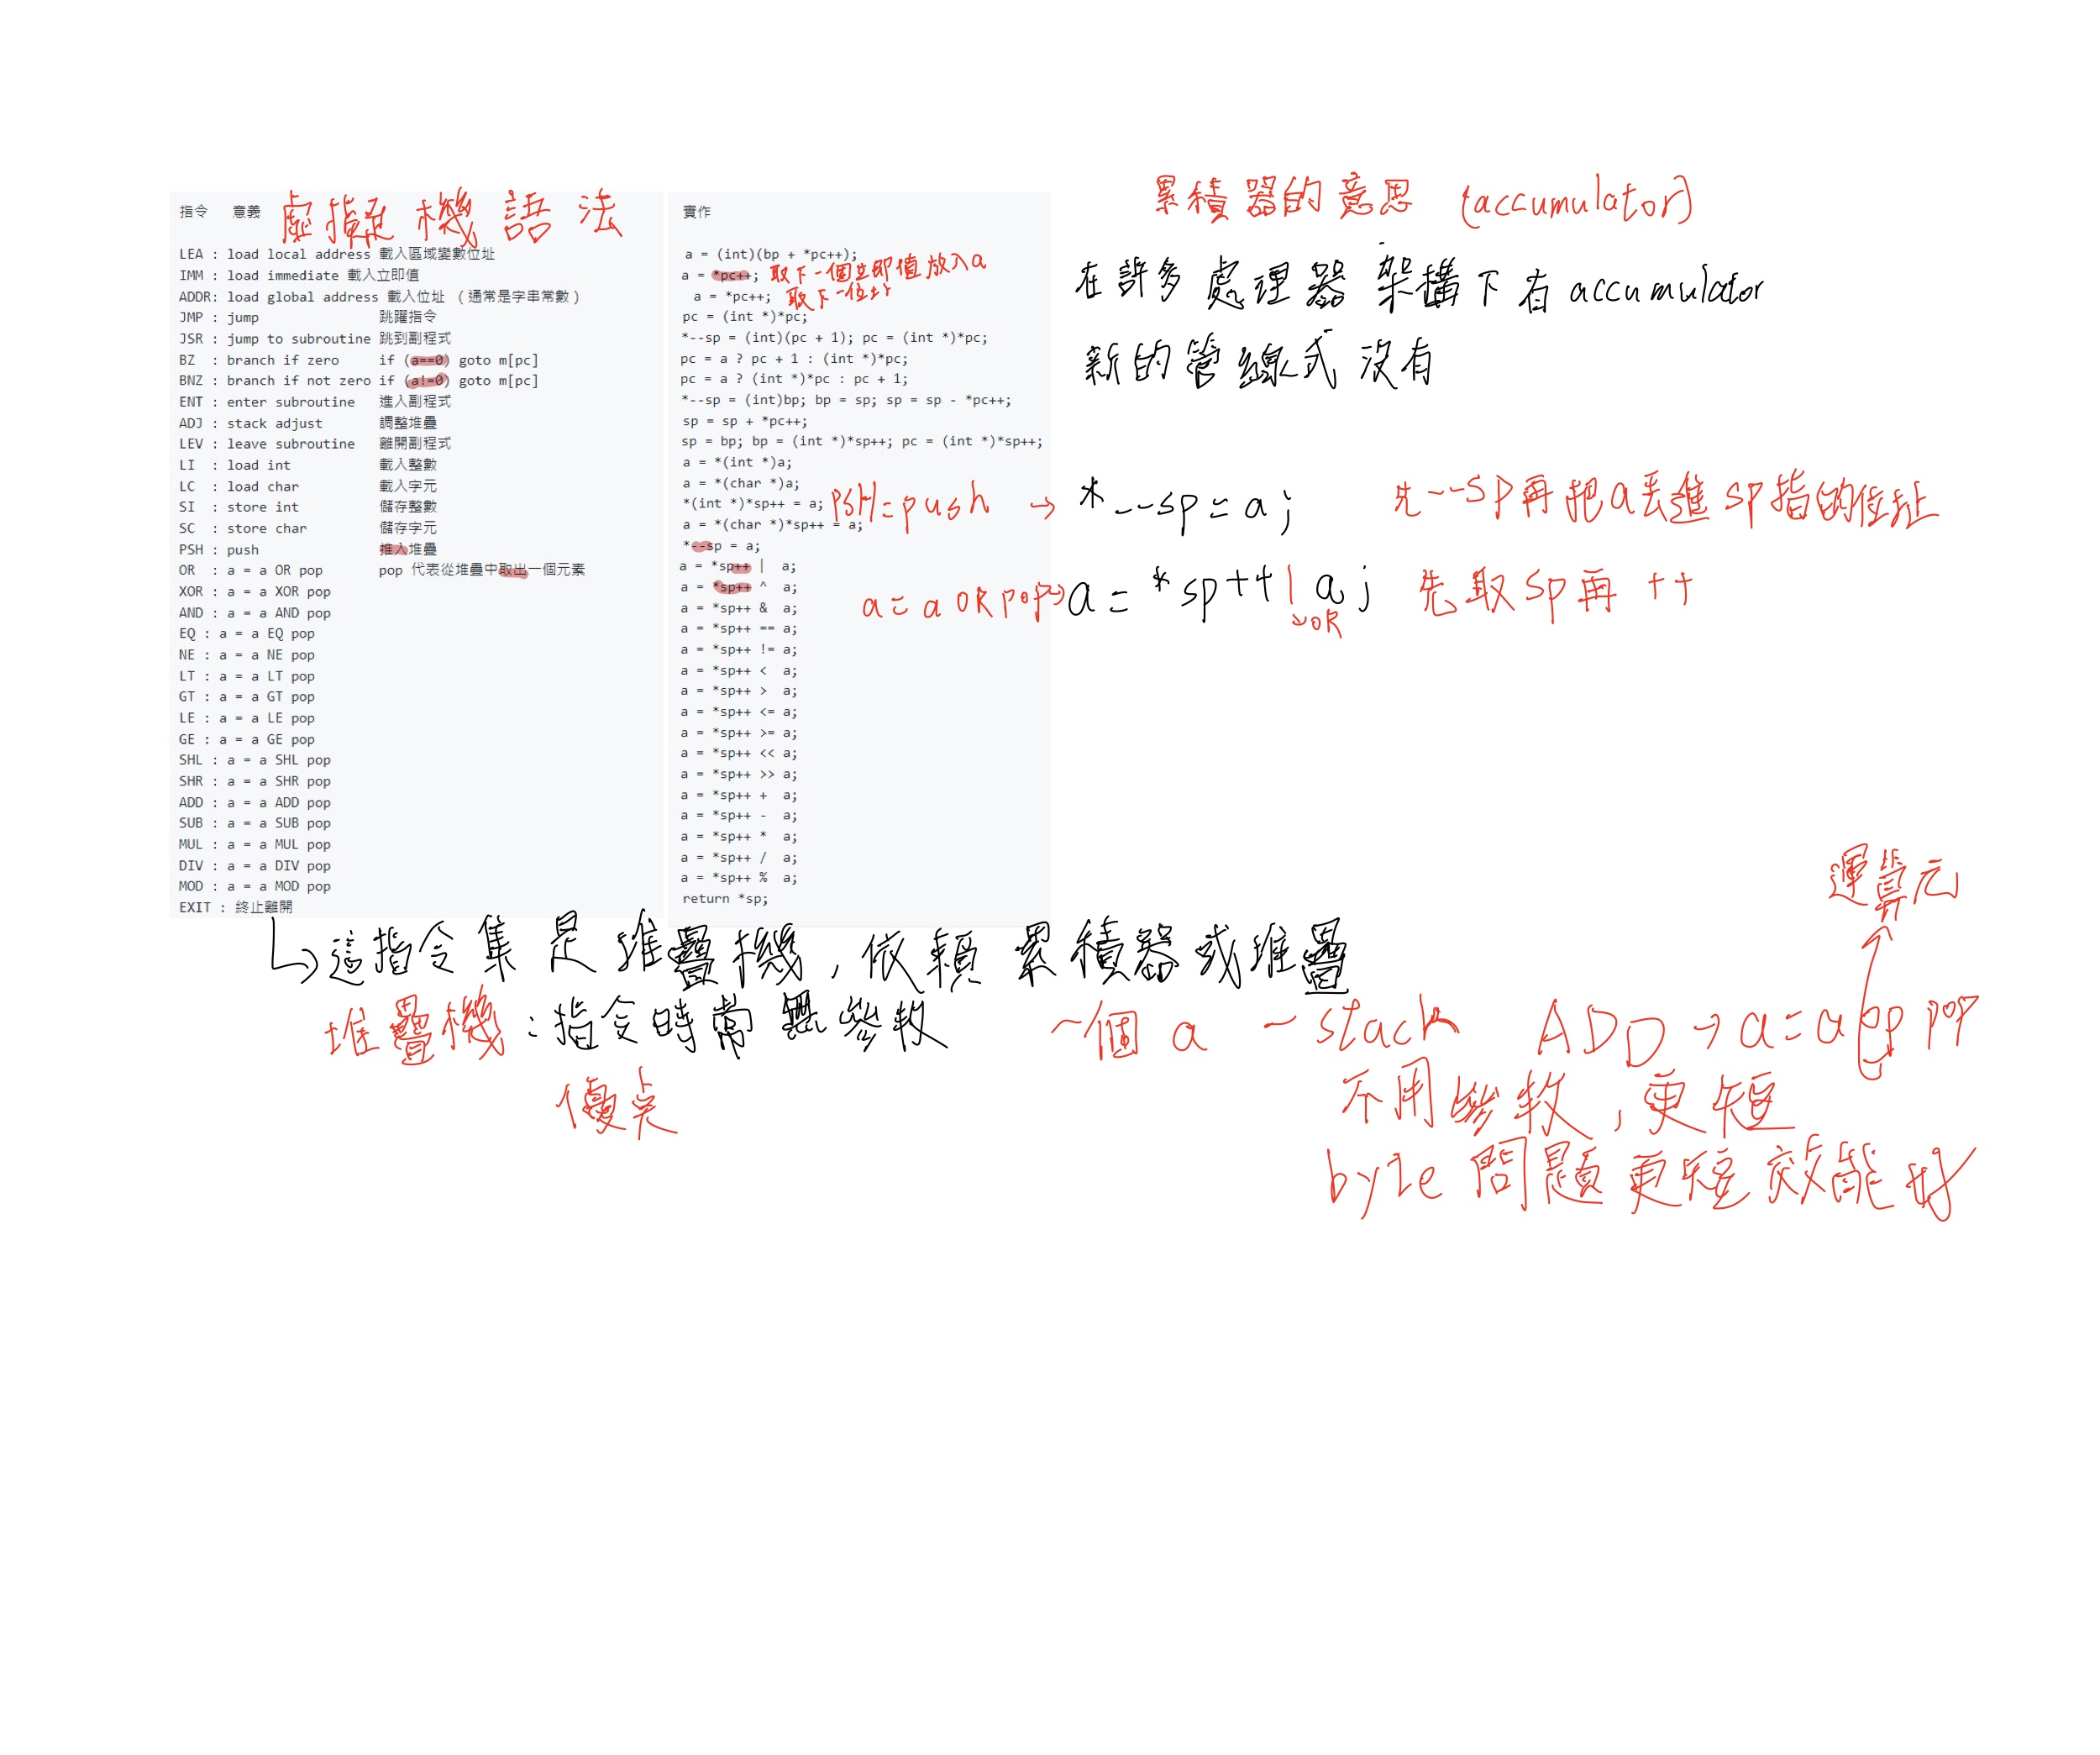 指令 意義 虛擬機語法
LEA : load local address 載入區域變數位址
IMM : load immediate 載入立即值
ADDR: load global address 載入位址 (通常是字串常數)
JMP : jump 跳躍指令
JSR : jump to subroutine 跳到副程式
BZ : branch if zero if (a==0) goto m[pc]
BNZ : branch if not zero if (a!=0) goto m[pc]
ENT : enter subroutine 進入副程式
ADJ : stack adjust 調整堆疊
LEV : leave subroutine 離開副程式
LI : load int 載入整數
LC : load char 載入字元
SI : store int 儲存整數
SC : store char 儲存字元
PSH : push 推入堆疊
OR : a = a OR pop pop 代表從堆疊中取出一個元素
XOR : a = a XOR pop
AND : a = a AND pop
EQ : a = a EQ pop
NE : a = a NE pop
LT : a = a LT pop
GT : a = a GT pop
LE : a = a LE pop
GE : a = a GE pop
SHL : a = a SHL pop
SHR : a = a SHR pop
ADD : a = a ADD pop
SUB : a = a SUB pop
MUL : a = a MUL pop
DIV : a = a DIV pop
MOD : a = a MOD pop
EXIT : 終止離開
實作
a = (int)(bp + *pc++);
a = *pc++; 取下一個立即值放入a
a = *pc++; 取下一位址
pc = (int *)*pc;
*--sp = (int)(pc + 1); pc = (int *)*pc;
pc = a ? pc + 1 : (int *)*pc;
pc = a ? (int *)*pc : pc + 1;
*--sp = (int)bp; bp = sp; sp = sp - *pc++;
sp = sp + *pc++;
sp = bp; bp = (int *)*sp++; pc = (int *)*sp++;
a = *(int *)a;
a = *(char *)a;
*(int *)*sp++ = a;
a = *(char *)*sp++ = a;
*--sp = a;
a = *sp++ | a;
a = *sp++ ^ a;
a = *sp++ & a;
a = *sp++ == a;
a = *sp++ != a;
a = *sp++ < a;
a = *sp++ > a;
a = *sp++ <= a;
a = *sp++ >= a;
a = *sp++ << a;
a = *sp++ >> a;
a = *sp++ + a;
a = *sp++ - a;
a = *sp++ * a;
a = *sp++ / a;
a = *sp++ % a;
return *sp;
累積器的意思 (accumulator)
在許多處理器架構下有 accumulator
新的管線式沒有
PSH=push → *--sp=a; 先--sp再把a丟進sp指的位址
a=a OR pop→ a=*sp++|a; 先取sp再++
→OR
↳這指令集是堆疊機,依賴累積器或堆疊
堆疊機:指令時常無參數 一個a 一stack ADD→a=a op pop
運算元
優点 不用參數,更短
byte問題更短效能好